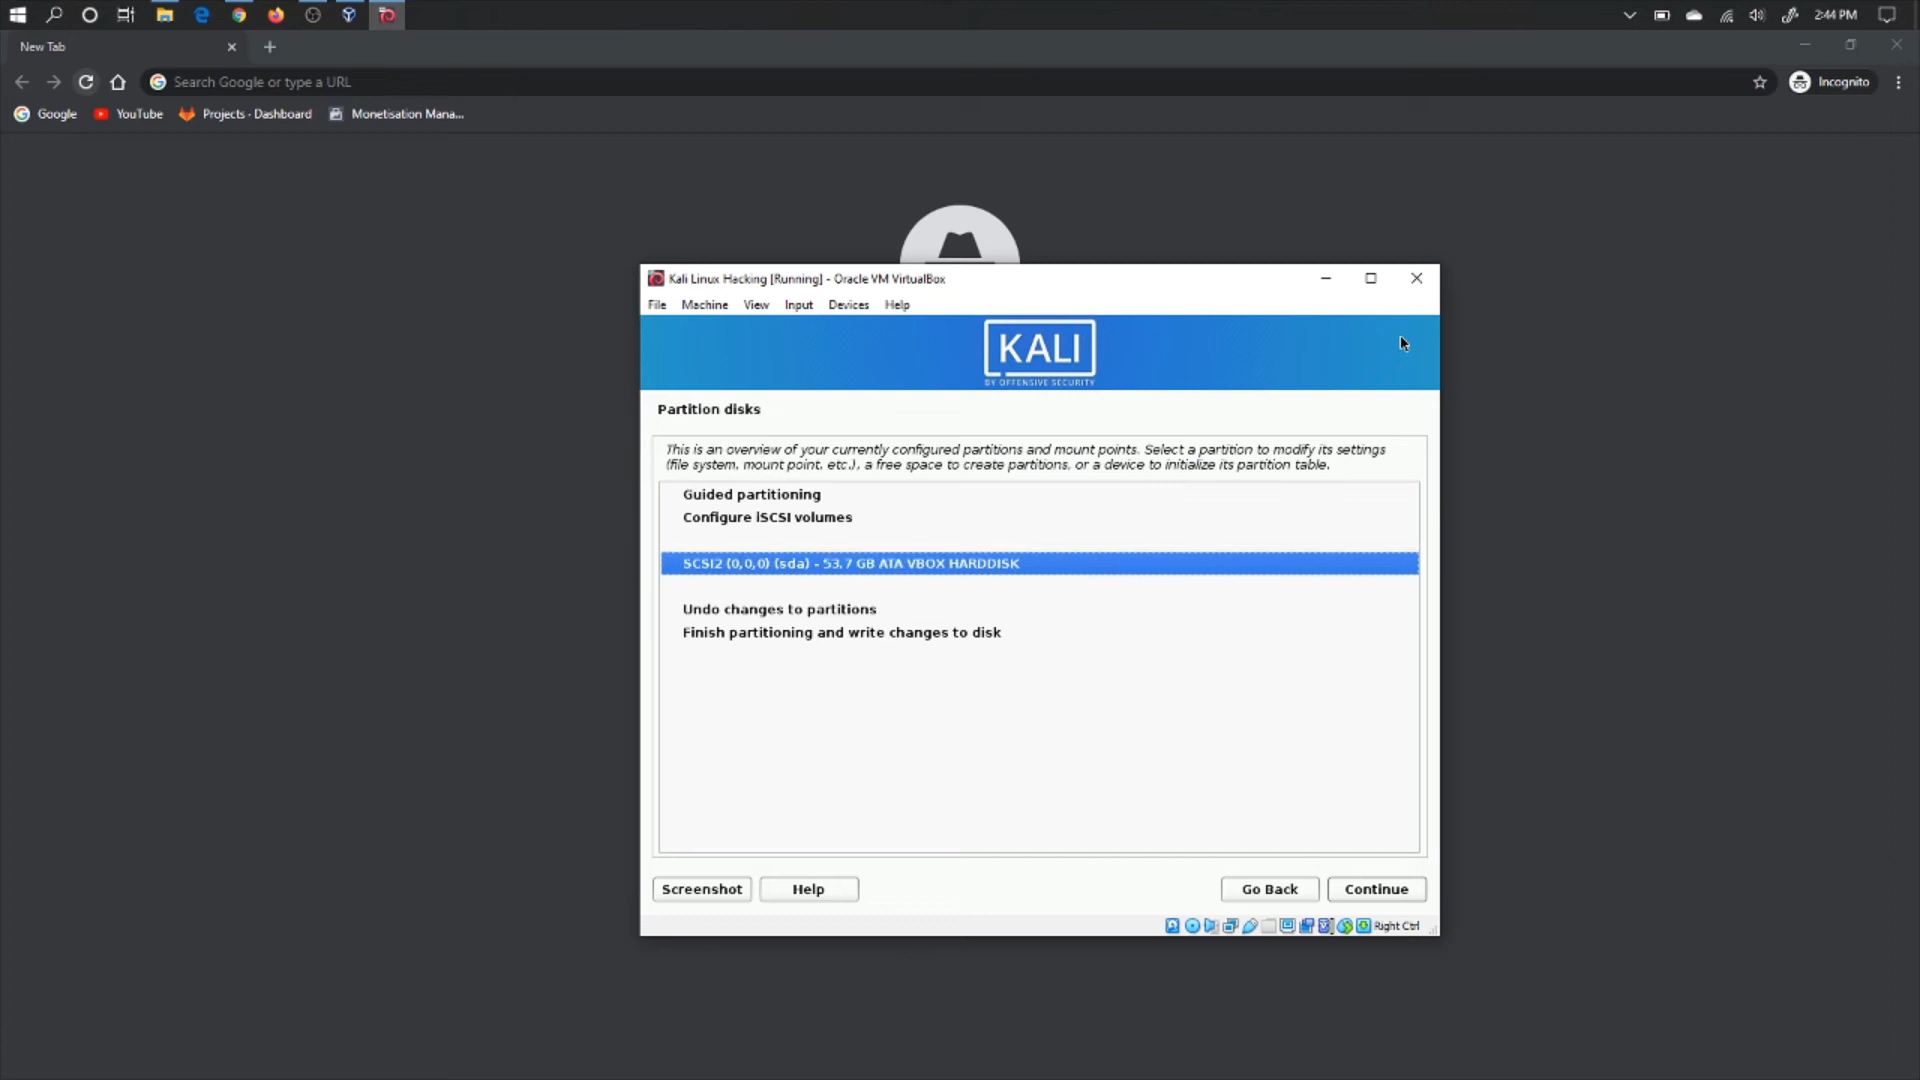 2:44 PM
New Tab
Search Google or type a URL
Incognito
Google YouTube Projects · Dashboard Monetisation Mana...
Kali Linux Hacking [Running] - Oracle VM VirtualBox
File Machine View Input Devices Help
KALI
BY OFFENSIVE SECURITY
Partition disks
This is an overview of your currently configured partitions and mount points. Select a partition to modify its settings
(file system, mount point, etc.), a free space to create partitions, or a device to initialize its partition table.
Guided partitioning
Configure iSCSI volumes
SCSI2 (0,0,0) (sda) - 53.7 GB ATA VBOX HARDDISK
Undo changes to partitions
Finish partitioning and write changes to disk
Screenshot Help Go Back Continue
Right Ctrl